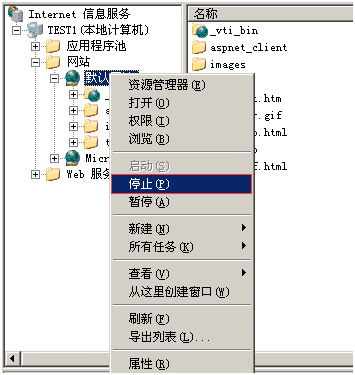 Internet 信息服务
TEST1(本地计算机)
应用程序池
网站
默认
Micr
Web 服务
名称
_vti_bin
aspnet_client
images
.htm
r.gif
p.html
f.html
资源管理器(E)
打开(O)
权限(I)
浏览(B)
启动(S)
停止(P)
暂停(A)
新建(N)
所有任务(K)
查看(V)
从这里创建窗口(W)
刷新(F)
导出列表(L)...
属性(R)